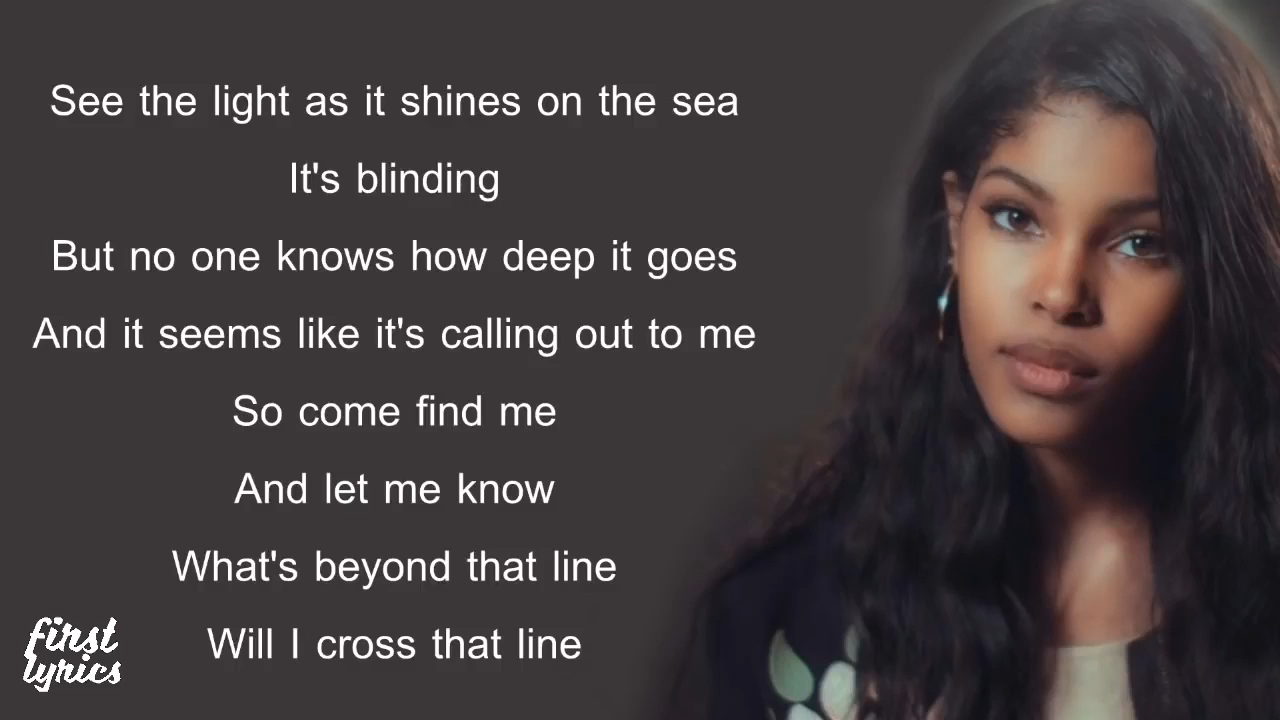 See the light as it shines on the sea
It's blinding
But no one knows how deep it goes
And it seems like it's calling out to me
So come find me
And let me know
What's beyond that line
Will I cross that line
first
lyrics